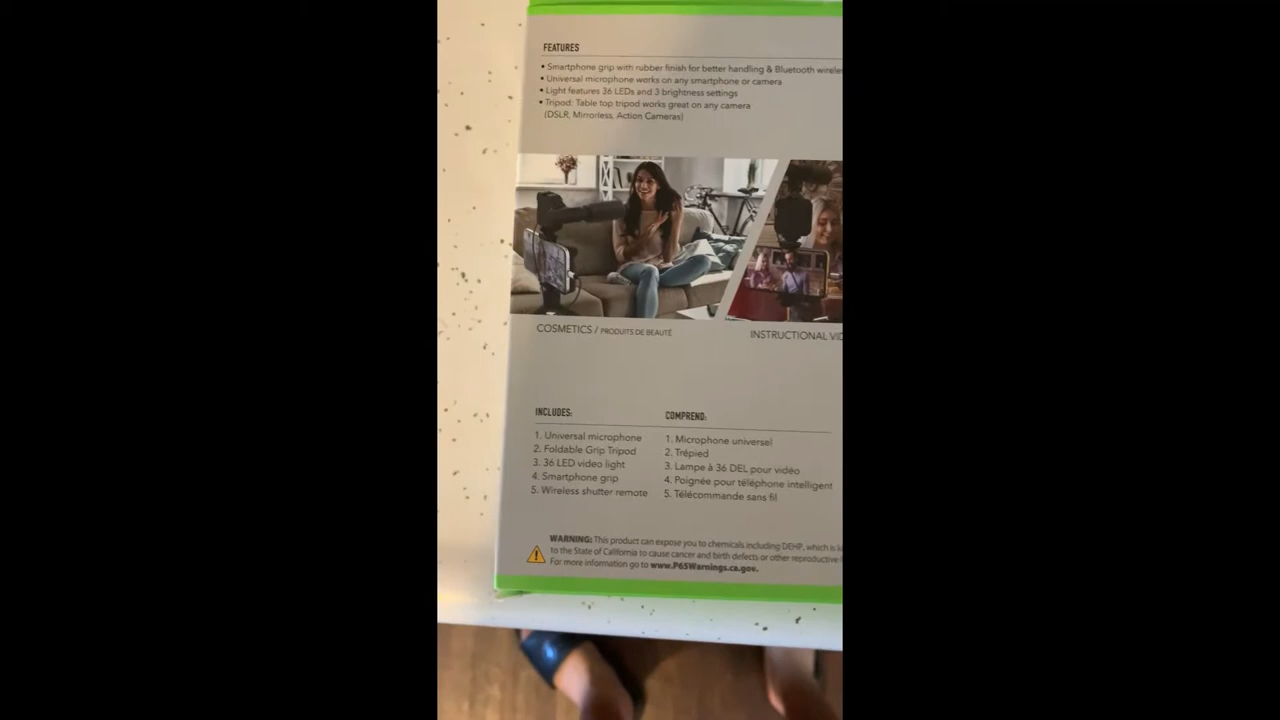 FEATURES
• Smartphone grip with rubber finish for better handling & Bluetooth
• Universal microphone works on any smartphone or camera
• Light features 36 LEDs and 3 brightness settings
• Tripod: Table top tripod works great on any camera
(DSLR, Mirrorless, Action Cameras)
COSMETICS / PRODUITS DE BEAUTÉ
INSTRUCTIONAL
INCLUDES:
1. Universal microphone
2. Foldable Grip Tripod
3. 36 LED video light
4. Smartphone grip
5. Wireless shutter remote
COMPREND:
1. Microphone universel
2. Trépied
3. Lampe à 36 DEL pour vidéo
4. Poignée pour téléphone intelligent
5. Télécommande sans fil
WARNING: This product can expose you to chemicals including DEHP, which is
to the State of California to cause cancer and birth defects or other reproductive
For more information go to www.P65Warnings.ca.gov.